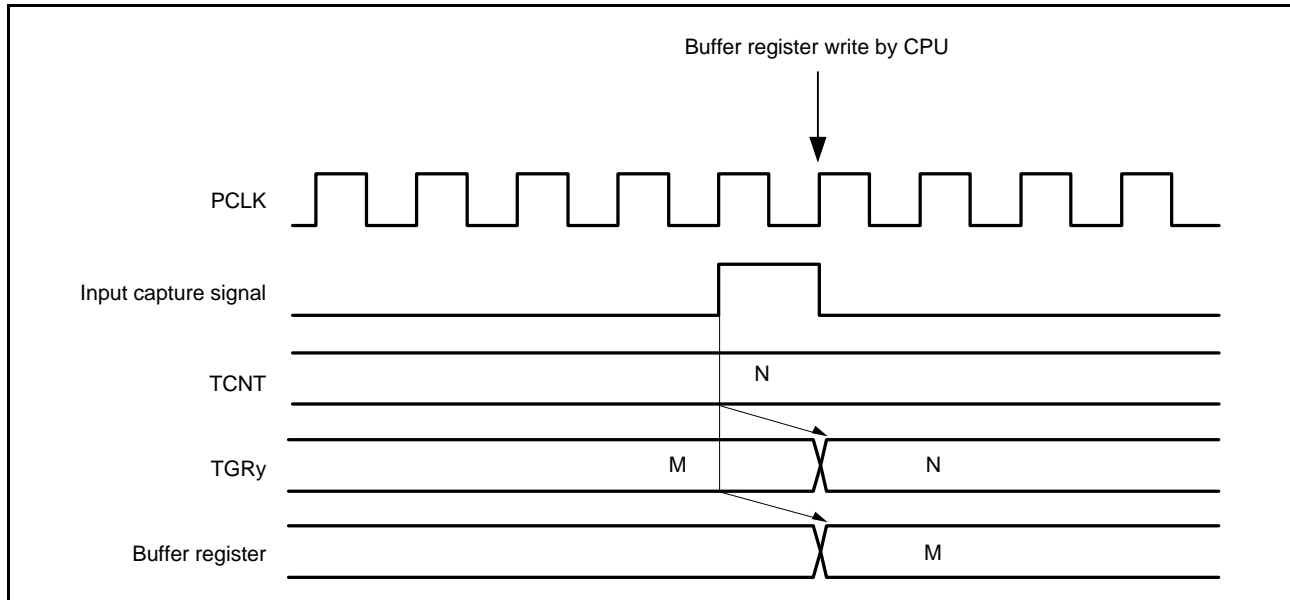 Buffer register write by CPU
PCLK
Input capture signal
TCNT
N
TGRy
M
N
Buffer register
M